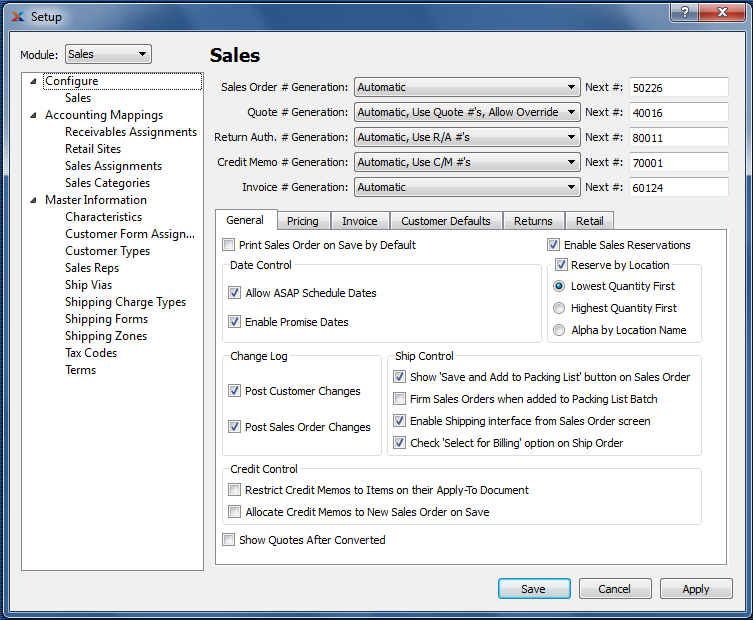 Setup
Module: Sales
Configure
Sales
Accounting Mappings
Receivables Assignments
Retail Sites
Sales Assignments
Sales Categories
Master Information
Characteristics
Customer Form Assign...
Customer Types
Sales Reps
Ship Vias
Shipping Charge Types
Shipping Forms
Shipping Zones
Tax Codes
Terms
Sales
Sales Order # Generation: Automatic Next #: 50226
Quote # Generation: Automatic, Use Quote #'s, Allow Override Next #: 40016
Return Auth. # Generation: Automatic, Use R/A #'s Next #: 80011
Credit Memo # Generation: Automatic, Use C/M #'s Next #: 70001
Invoice # Generation: Automatic Next #: 60124
General Pricing Invoice Customer Defaults Returns Retail
Print Sales Order on Save by Default
Enable Sales Reservations
Date Control
Allow ASAP Schedule Dates
Enable Promise Dates
Reserve by Location
Lowest Quantity First
Highest Quantity First
Alpha by Location Name
Change Log
Post Customer Changes
Post Sales Order Changes
Ship Control
Show 'Save and Add to Packing List' button on Sales Order
Firm Sales Orders when added to Packing List Batch
Enable Shipping interface from Sales Order screen
Check 'Select for Billing' option on Ship Order
Credit Control
Restrict Credit Memos to Items on their Apply-To Document
Allocate Credit Memos to New Sales Order on Save
Show Quotes After Converted
Save Cancel Apply